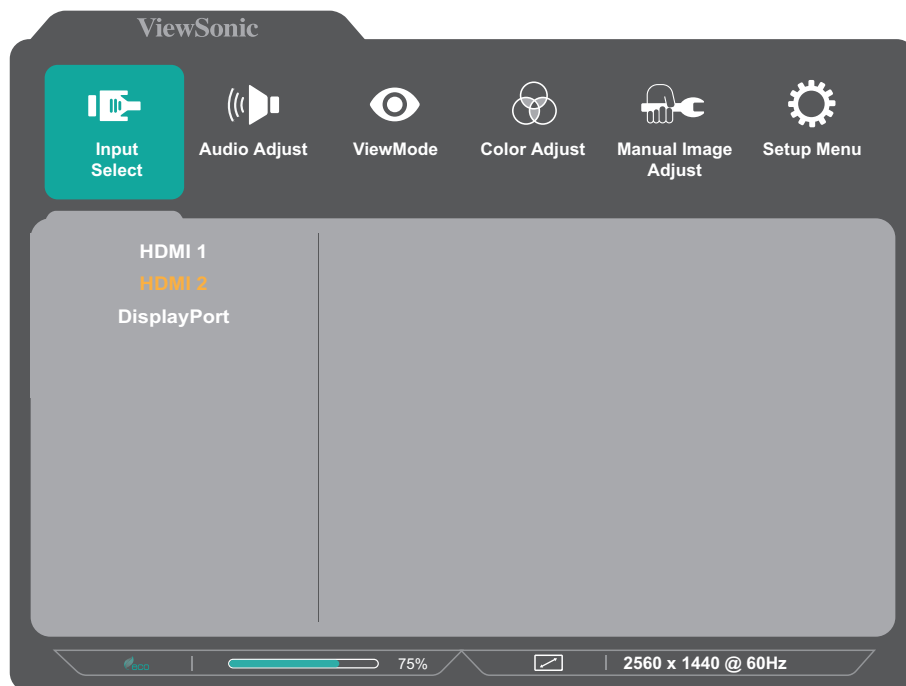 ViewSonic
Input
Select
Audio Adjust
ViewMode
Color Adjust
Manual Image
Adjust
Setup Menu
HDMI 1
HDMI 2
DisplayPort
eco
75%
2560 x 1440 @ 60Hz